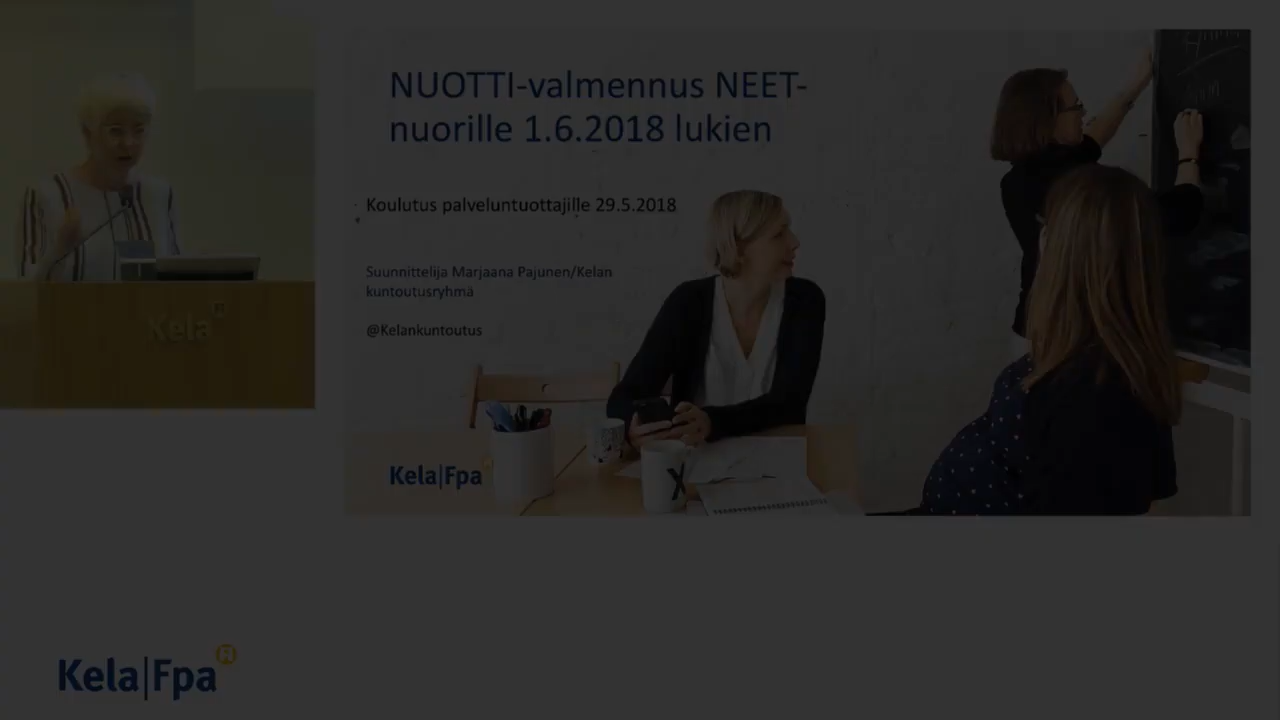 NUOTTI-valmennus NEET-
nuorille 1.6.2018 lukien
Koulutus palveluntuottajille 29.5.2018
Suunnittelija Marjaana Pajunen/Kelan
kuntoutusryhmä
@Kelankuntoutus
Kela|Fpa
Kela
Kela|Fpa